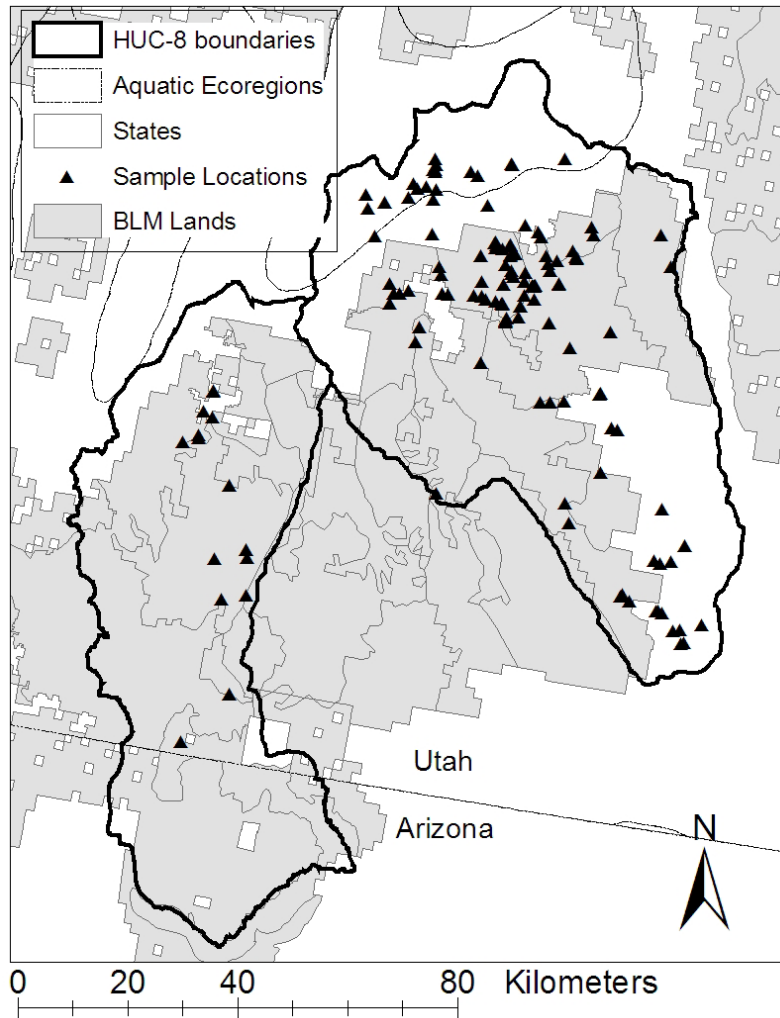 HUC-8 boundaries
Aquatic Ecoregions
States
Sample Locations
BLM Lands
Utah
Arizona
N
0 20 40 80 Kilometers